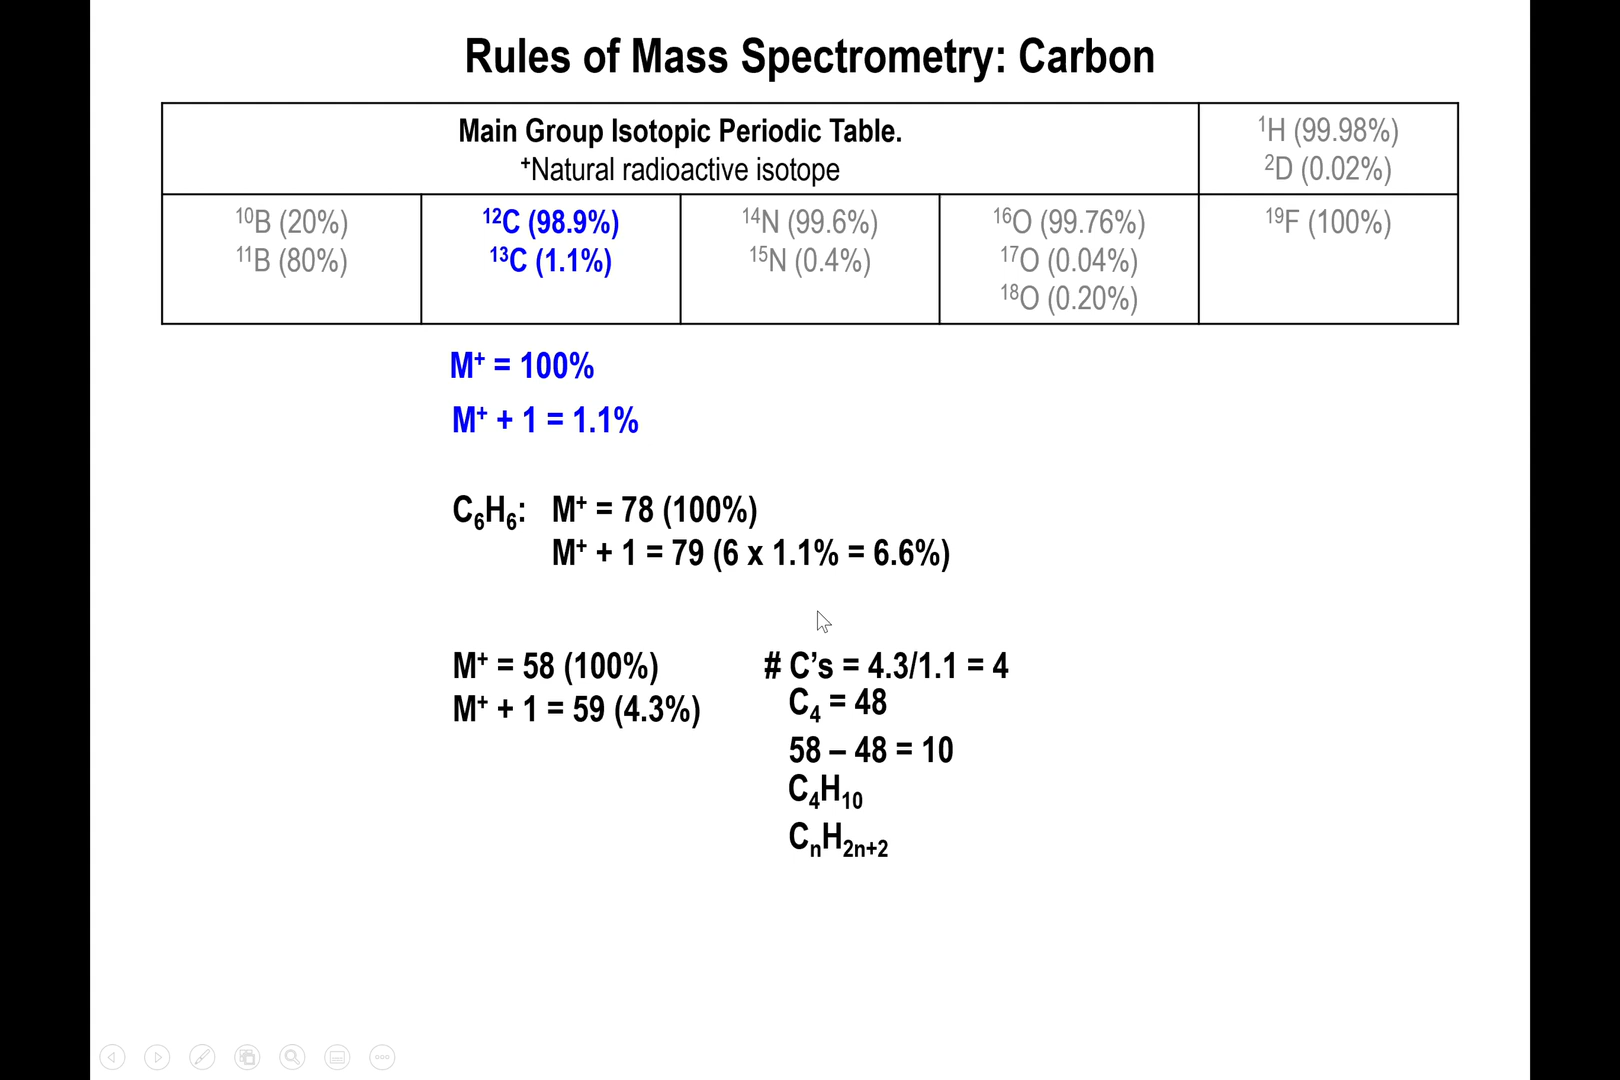 Rules of Mass Spectrometry: Carbon
Main Group Isotopic Periodic Table.
⁺Natural radioactive isotope
¹H (99.98%)
²D (0.02%)
¹⁰B (20%)
¹¹B (80%)
¹²C (98.9%)
¹³C (1.1%)
¹⁴N (99.6%)
¹⁵N (0.4%)
¹⁶O (99.76%)
¹⁷O (0.04%)
¹⁸O (0.20%)
¹⁹F (100%)
M⁺ = 100%
M⁺ + 1 = 1.1%
C₆H₆: M⁺ = 78 (100%)
M⁺ + 1 = 79 (6 x 1.1% = 6.6%)
M⁺ = 58 (100%)
M⁺ + 1 = 59 (4.3%)
# C’s = 4.3/1.1 = 4
C₄ = 48
58 – 48 = 10
C₄H₁₀
CₙH₂ₙ₊₂